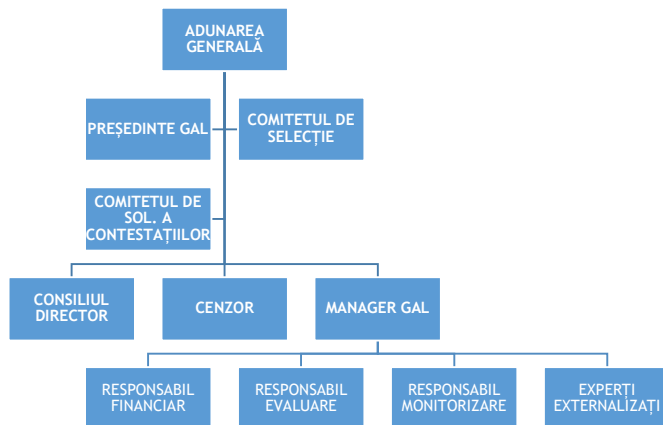 ADUNAREA
GENERALĂ
PREȘEDINTE GAL
COMITETUL DE
SELECȚIE
COMITETUL DE
SOL. A
CONTESTAȚIILOR
CONSILIUL
DIRECTOR
CENZOR
MANAGER GAL
RESPONSABIL
FINANCIAR
RESPONSABIL
EVALUARE
RESPONSABIL
MONITORIZARE
EXPERȚI
EXTERNALIZAȚI